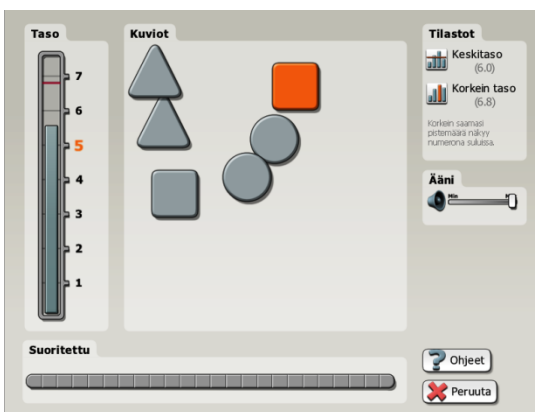 Taso
7
6
5
4
3
2
1
Kuviot
Tilastot
Keskitaso
(6.0)
Korkein taso
(6.8)
Korkein saamasi
pistemäärä näkyy
numerona suluissa.
Ääni
Min
Suoritettu
Ohjeet
Peruuta